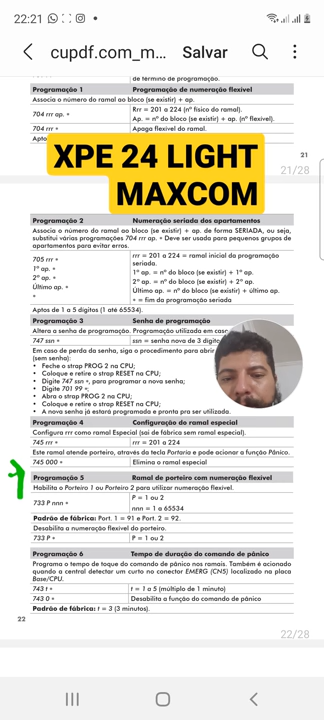 22:21
cupdf.com_m... Salvar
de término de programação.
Programação 1 Programação de numeração flexível
Associa o número do ramal ao bloco (se existir) + ap.
704 rrr ap. * Rrr = 201 a 224 (nº físico do ramal).
Ap. = nº do bloco (se existir) + ap. (nº flexível).
704 rrr * Apaga flexível do ramal.
XPE 24 LIGHT
MAXCOM
21
21/28
Programação 2 Numeração seriada dos apartamentos
Associa o número do ramal ao bloco (se existir) + ap. de forma SERIADA, ou seja,
substitui várias programações 704 rrr ap. * Deve ser usada para pequenos grupos de
apartamentos para evitar erros.
705 rrr * rrr = 201 a 224 = ramal inicial da programação
seriada.
1º ap. * 1º ap. = nº do bloco (se existir) + 1º ap.
2º ap. * 2º ap. = nº do bloco (se existir) + 2º ap.
Último ap. * Último ap. = nº do bloco (se existir) + último ap.
* * = fim da programação seriada
Aptos de 1 a 5 dígitos (1 até 65534).
Programação 3 Senha de programação
Altera a senha de programação. Programação utilizada em caso
747 ssn * ssn = senha nova de 3 dígitos
Em caso de perda da senha, siga o procedimento para abrir
(sem senha):
• Feche o strap PROG 2 na CPU;
• Coloque e retire o strap RESET na CPU;
• Digite 747 ssn *, para programar a nova senha;
• Digite 701 99 *;
• Abra o strap PROG 2 na CPU;
• Coloque e retire o strap RESET na CPU;
• A nova senha já estará programada e pronta pra ser utilizada.
Programação 4 Configuração do ramal especial
Configura rrr como ramal Especial (sai de fábrica sem ramal especial).
745 rrr * rrr = 201 a 224
Este ramal atende porteiro, através da tecla Portaria e pode acionar a função Pânico.
745 000 * Elimina o ramal especial
Programação 5 Ramal de porteiro com numeração flexível
Habilita o Porteiro 1 ou Porteiro 2 para utilizar numeração flexível.
733 P nnn * P = 1 ou 2
nnn = 1 a 65534
Padrão de fábrica: Port. 1 = 91 e Port. 2 = 92.
Desabilita a numeração flexível do porteiro.
733 P * P = 1 ou 2
Programação 6 Tempo de duração do comando de pânico
Programa o tempo de toque do comando de pânico nos ramais. Também é acionado
quando a central detectar um curto no conector EMERG (CN5) localizado na placa
Base/CPU.
743 t * t = 1 a 5 (múltiplo de 1 minuto)
743 0 * Desabilita a função do comando de pânico
Padrão de fábrica: t = 3 (3 minutos).
22
22/28